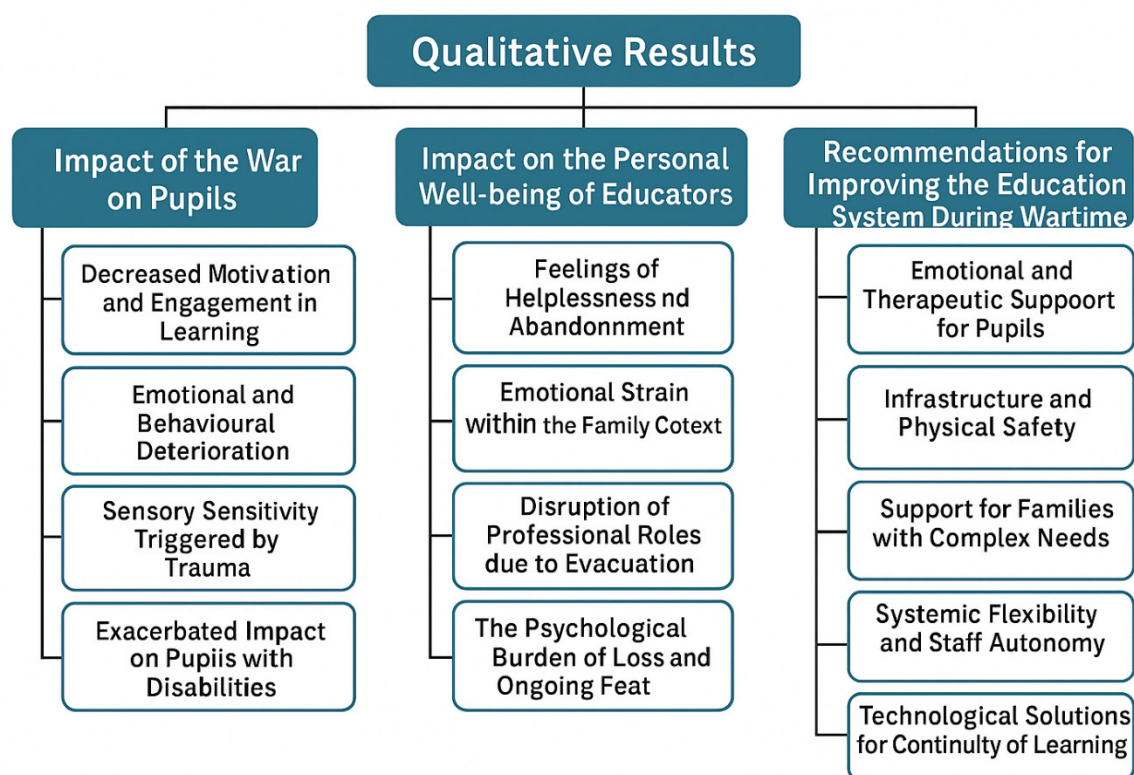 Qualitative Results
Impact of the War
on Pupils
Decreased Motivation
and Engagement in
Learning
Emotional and
Behavioural
Deterioration
Sensory Sensitivity
Triggered by
Trauma
Exacerbated Impact
on Pupiis with
Disabilities
Impact on the Personal
Well-being of Educators
Feelings of
Helplessness nd
Abandonnment
Emotional Strain
within the Family Cotext
Disruption of
Professional Roles
due to Evacuation
The Psychological
Burden of Loss and
Ongoing Feat
Recommendations for
Improving the Education
System During Wartime
Emotional and
Therapeutic Suppoort
for Pupils
Infrastructure and
Physical Safety
Support for Families
with Complex Needs
Systemic Flexibility
and Staff Autonomy
Technological Solutions
for Continuity of Learning